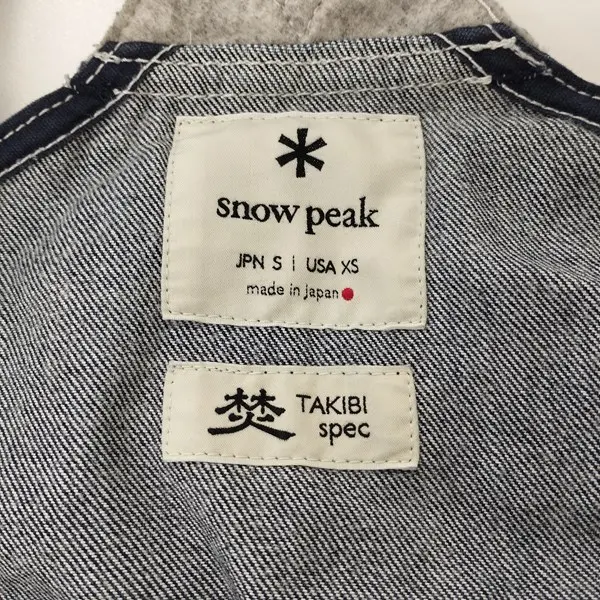 snow peak
JPN S | USA XS
made in japan
焚 TAKIBI
spec